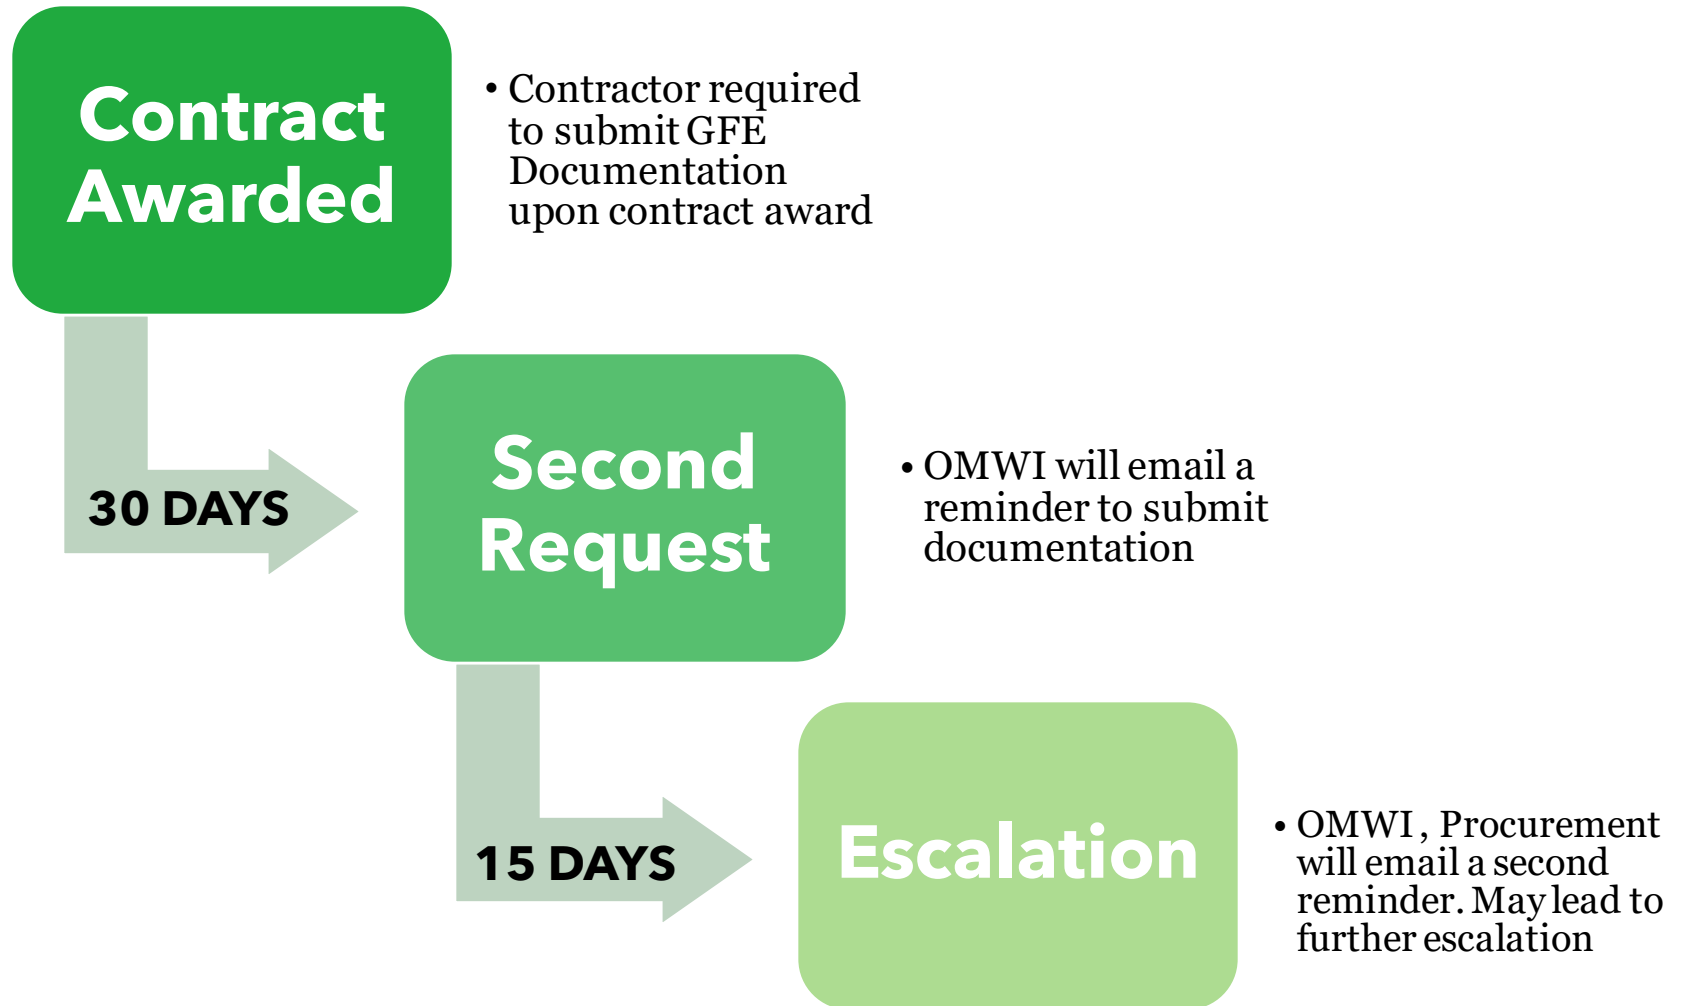 Contract
Awarded
• Contractor required
to submit GFE
Documentation
upon contract award
30 DAYS
Second
Request
• OMWI will email a
reminder to submit
documentation
15 DAYS
Escalation
• OMWI, Procurement
will email a second
reminder. May lead to
further escalation